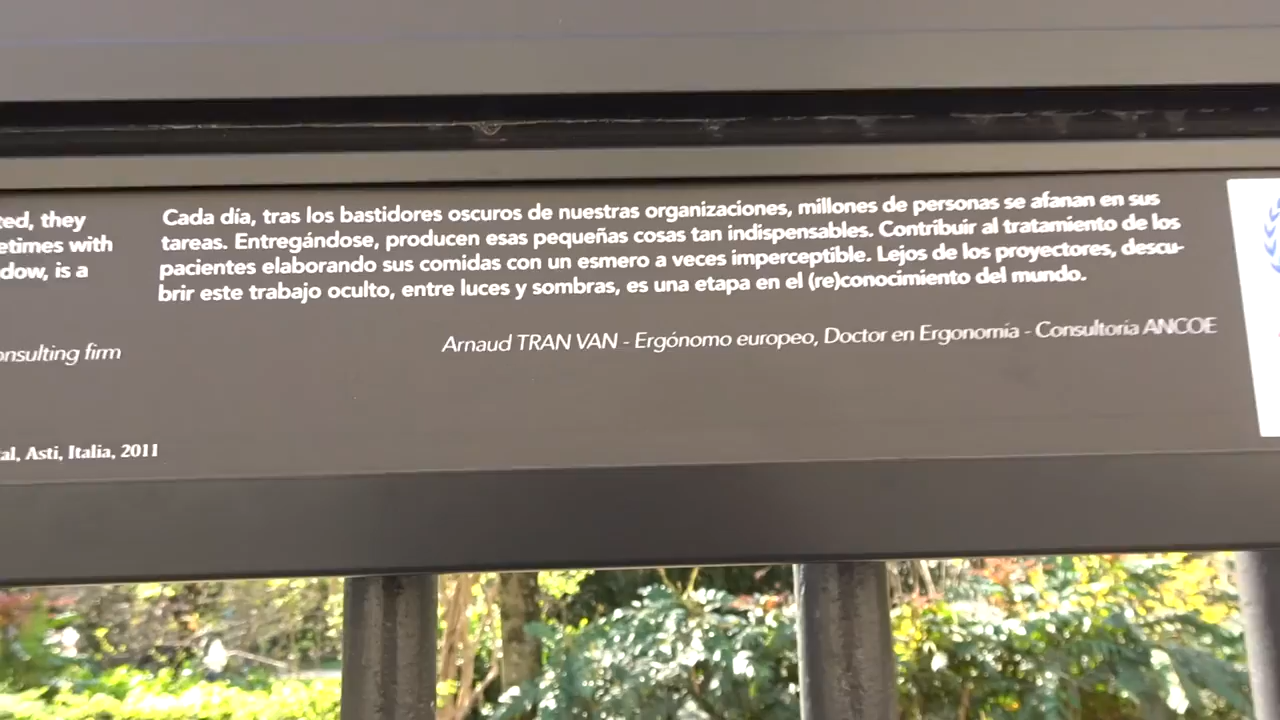 ted, they
etimes with
dow, is a
onsulting firm
al, Asti, Italia, 2011
Cada día, tras los bastidores oscuros de nuestras organizaciones, millones de personas se afanan en sus
tareas. Entregándose, producen esas pequeñas cosas tan indispensables. Contribuir al tratamiento de los
pacientes elaborando sus comidas con un esmero a veces imperceptible. Lejos de los proyectores, descu-
brir este trabajo oculto, entre luces y sombras, es una etapa en el (re)conocimiento del mundo.
Arnaud TRAN VAN - Ergónomo europeo, Doctor en Ergonomía - Consultoría ANCOE